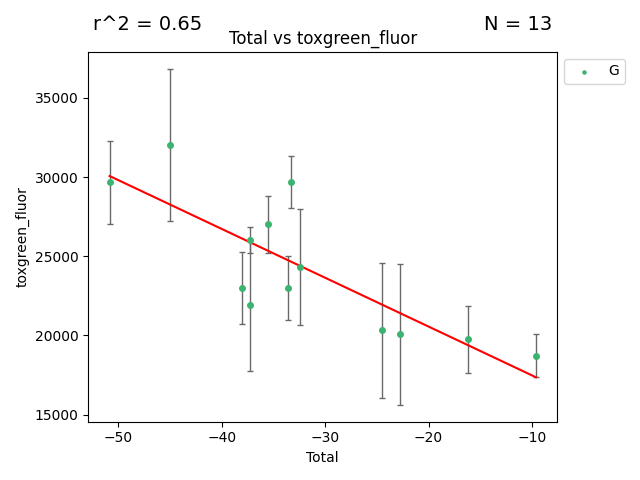 r^2 = 0.65
N = 13
Total vs toxgreen_fluor
G
35000
30000
25000
20000
15000
toxgreen_fluor
−50
−40
−30
−20
−10
Total